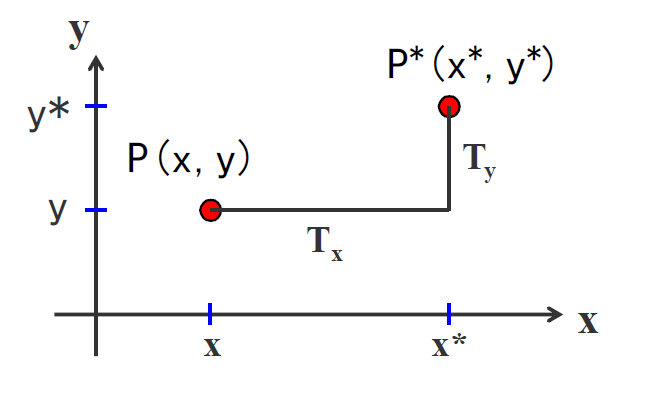 y
P*(x*, y*)
y*
P(x, y)
Ty
y
Tx
x
x
x*